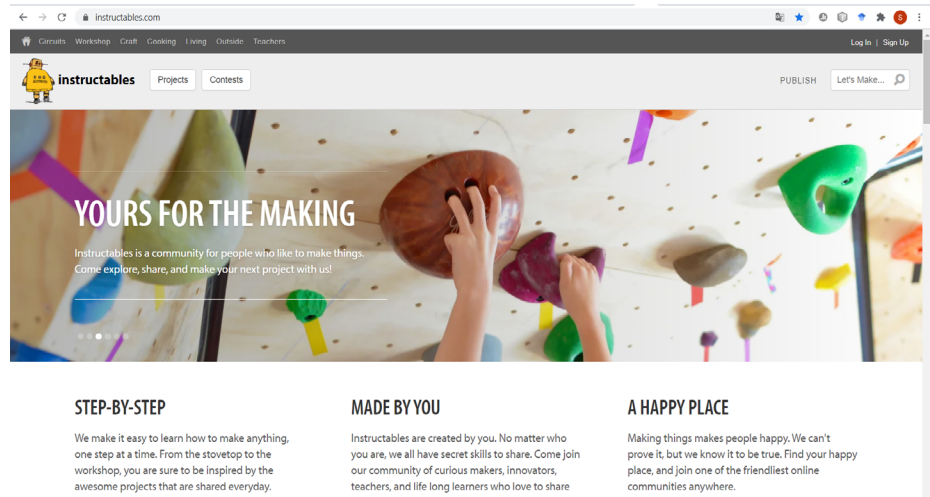 instructables.com
S
Circuits Workshop Craft Cooking Living Outside Teachers
Log In | Sign Up
instructables
Projects
Contests
PUBLISH
Let's Make...
YOURS FOR THE MAKING
Instructables is a community for people who like to make things.
Come explore, share, and make your next project with us!
STEP-BY-STEP
We make it easy to learn how to make anything,
one step at a time. From the stovetop to the
workshop, you are sure to be inspired by the
awesome projects that are shared everyday.
MADE BY YOU
Instructables are created by you. No matter who
you are, we all have secret skills to share. Come join
our community of curious makers, innovators,
teachers, and life long learners who love to share
A HAPPY PLACE
Making things makes people happy. We can't
prove it, but we know it to be true. Find your happy
place, and join one of the friendliest online
communities anywhere.